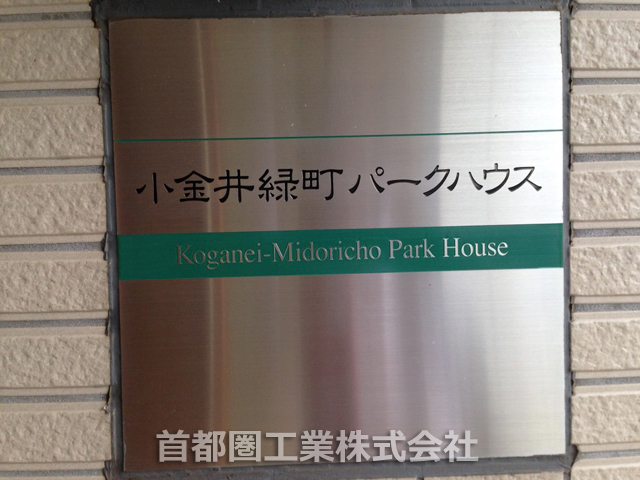 小金井緑町パークハウス
Koganei-Midoricho Park House
首都圏工業株式会社